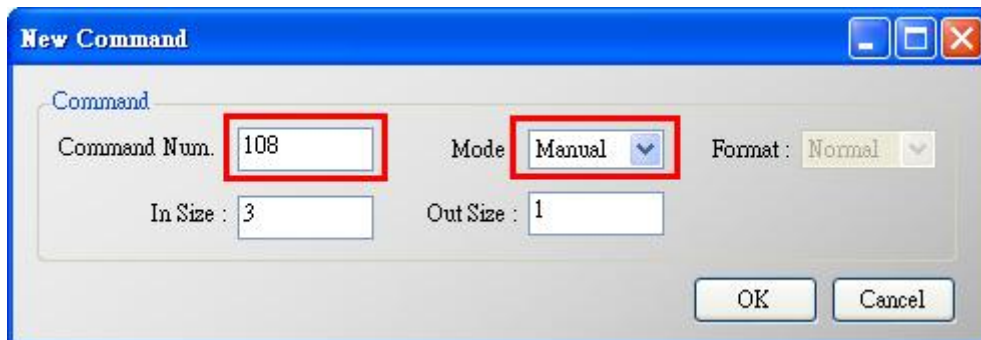 New Command
Command
Command Num. 108 Mode Manual Format : Normal
In Size : 3 Out Size : 1
OK Cancel